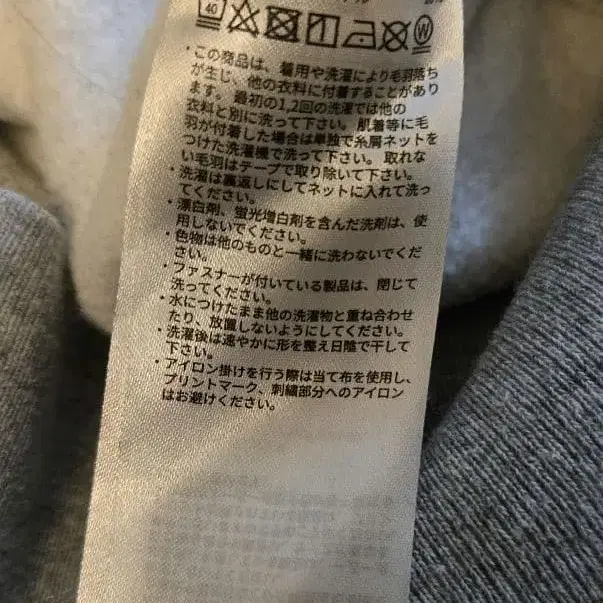 40 W
・この商品は、着用や洗濯により毛羽落ち
が生じ、他の衣料に付着することがあり
ます。最初の1,2回の洗濯では他の
衣料と別に洗って下さい。肌着等に毛
羽が付着した場合は単独で糸屑ネットを
つけた洗濯機で洗って下さい。取れな
い毛羽はテープで取り除いて下さい。
・洗濯は裏返しにしてネットに入れて洗っ
てください。
・漂白剤、蛍光増白剤を含んだ洗剤は、使
用しないでください。
・色物は他のものと一緒に洗わないでくだ
さい。
・ファスナーが付いている製品は、閉じて
洗ってください。
・水につけたまま他の洗濯物と重ね合わせ
たり、放置しないようにしてください。
・洗濯後は速やかに形を整え日陰で干して
下さい。
・アイロン掛けを行う際は当て布を使用し、
プリントマーク、刺繍部分へのアイロン
はお避けください。